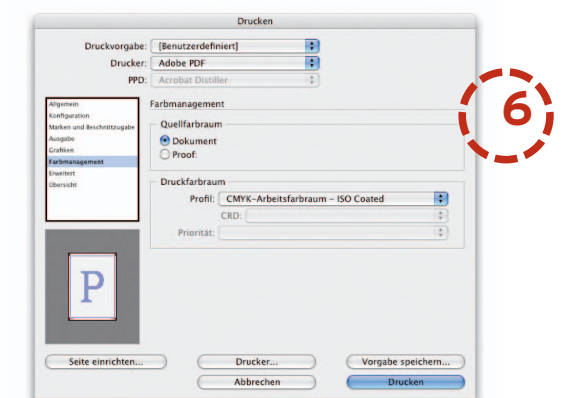 Drucken
Druckvorgabe: [Benutzerdefiniert]
Drucker: Adobe PDF
PPD: Acrobat Distiller
Allgemein
Konfiguration
Marken und Beschnittzugabe
Ausgabe
Grafiken
Farbmanagement
Erweitert
Übersicht
Farbmanagement
Quellfarbraum
Dokument
Proof:
Druckfarbraum
Profil: CMYK-Arbeitsfarbraum – ISO Coated
CRD:
Priorität:
P
Seite einrichten...
Drucker...
Vorgabe speichern...
Abbrechen
Drucken
6